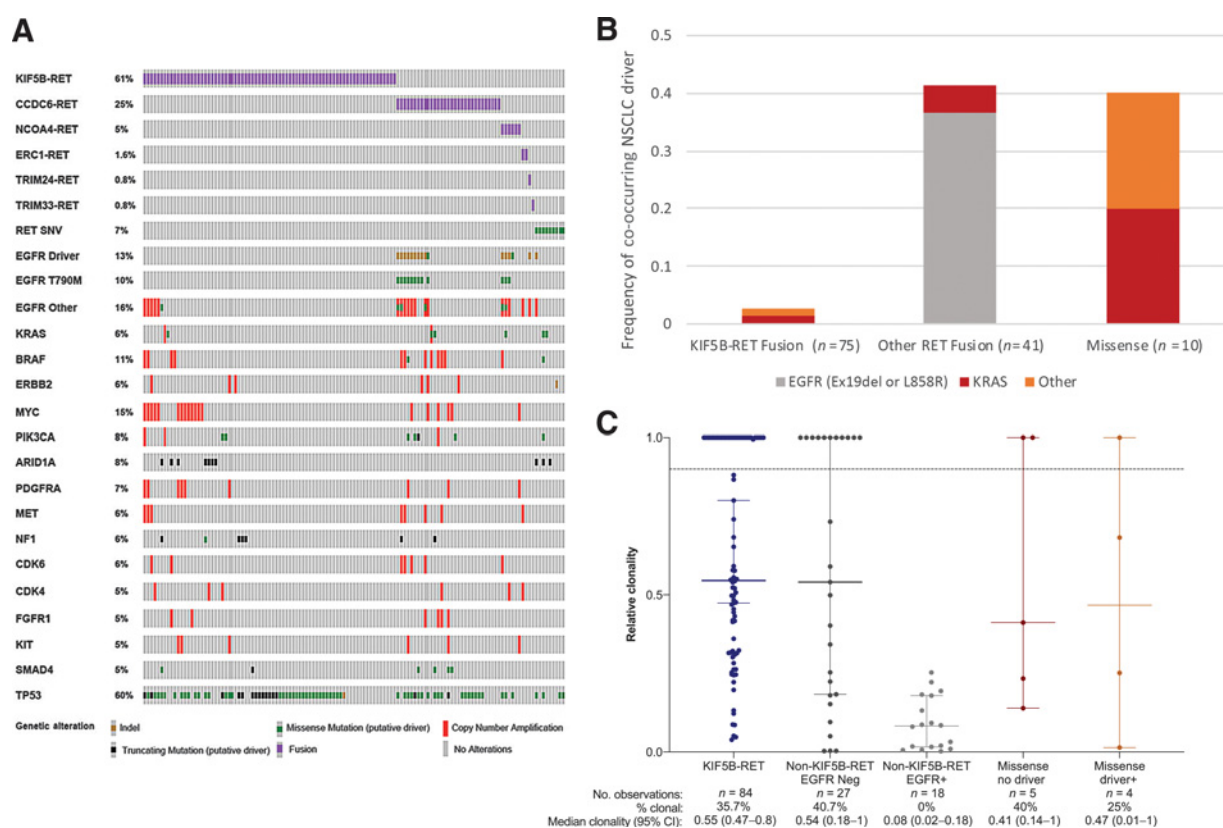 A
KIF5B-RET 61%
CCDC6-RET 25%
NCOA4-RET 5%
ERC1-RET 1.6%
TRIM24-RET 0.8%
TRIM33-RET 0.8%
RET SNV 7%
EGFR Driver 13%
EGFR T790M 10%
EGFR Other 16%
KRAS 6%
BRAF 11%
ERBB2 6%
MYC 15%
PIK3CA 8%
ARID1A 8%
PDGFRA 7%
MET 6%
NF1 6%
CDK6 6%
CDK4 5%
FGFR1 5%
KIT 5%
SMAD4 5%
TP53 60%
Genetic alteration Indel Missense Mutation (putative driver) Copy Number Amplification
Truncating Mutation (putative driver) Fusion No Alterations
B
Frequency of co-occurring NSCLC driver
0.5
0.4
0.3
0.2
0.1
0
KIF5B-RET Fusion (n = 75) Other RET Fusion (n = 41) Missense (n = 10)
EGFR (Ex19del or L858R) KRAS Other
C
Relative clonality
1.0
0.5
0.0
KIF5B-RET Non-KIF5B-RET Non-KIF5B-RET Missense Missense
EGFR Neg EGFR+ no driver driver+
No. observations: n = 84 n = 27 n = 18 n = 5 n = 4
% clonal: 35.7% 40.7% 0% 40% 25%
Median clonality (95% CI): 0.55 (0.47–0.8) 0.54 (0.18–1) 0.08 (0.02–0.18) 0.41 (0.14–1) 0.47 (0.01–1)